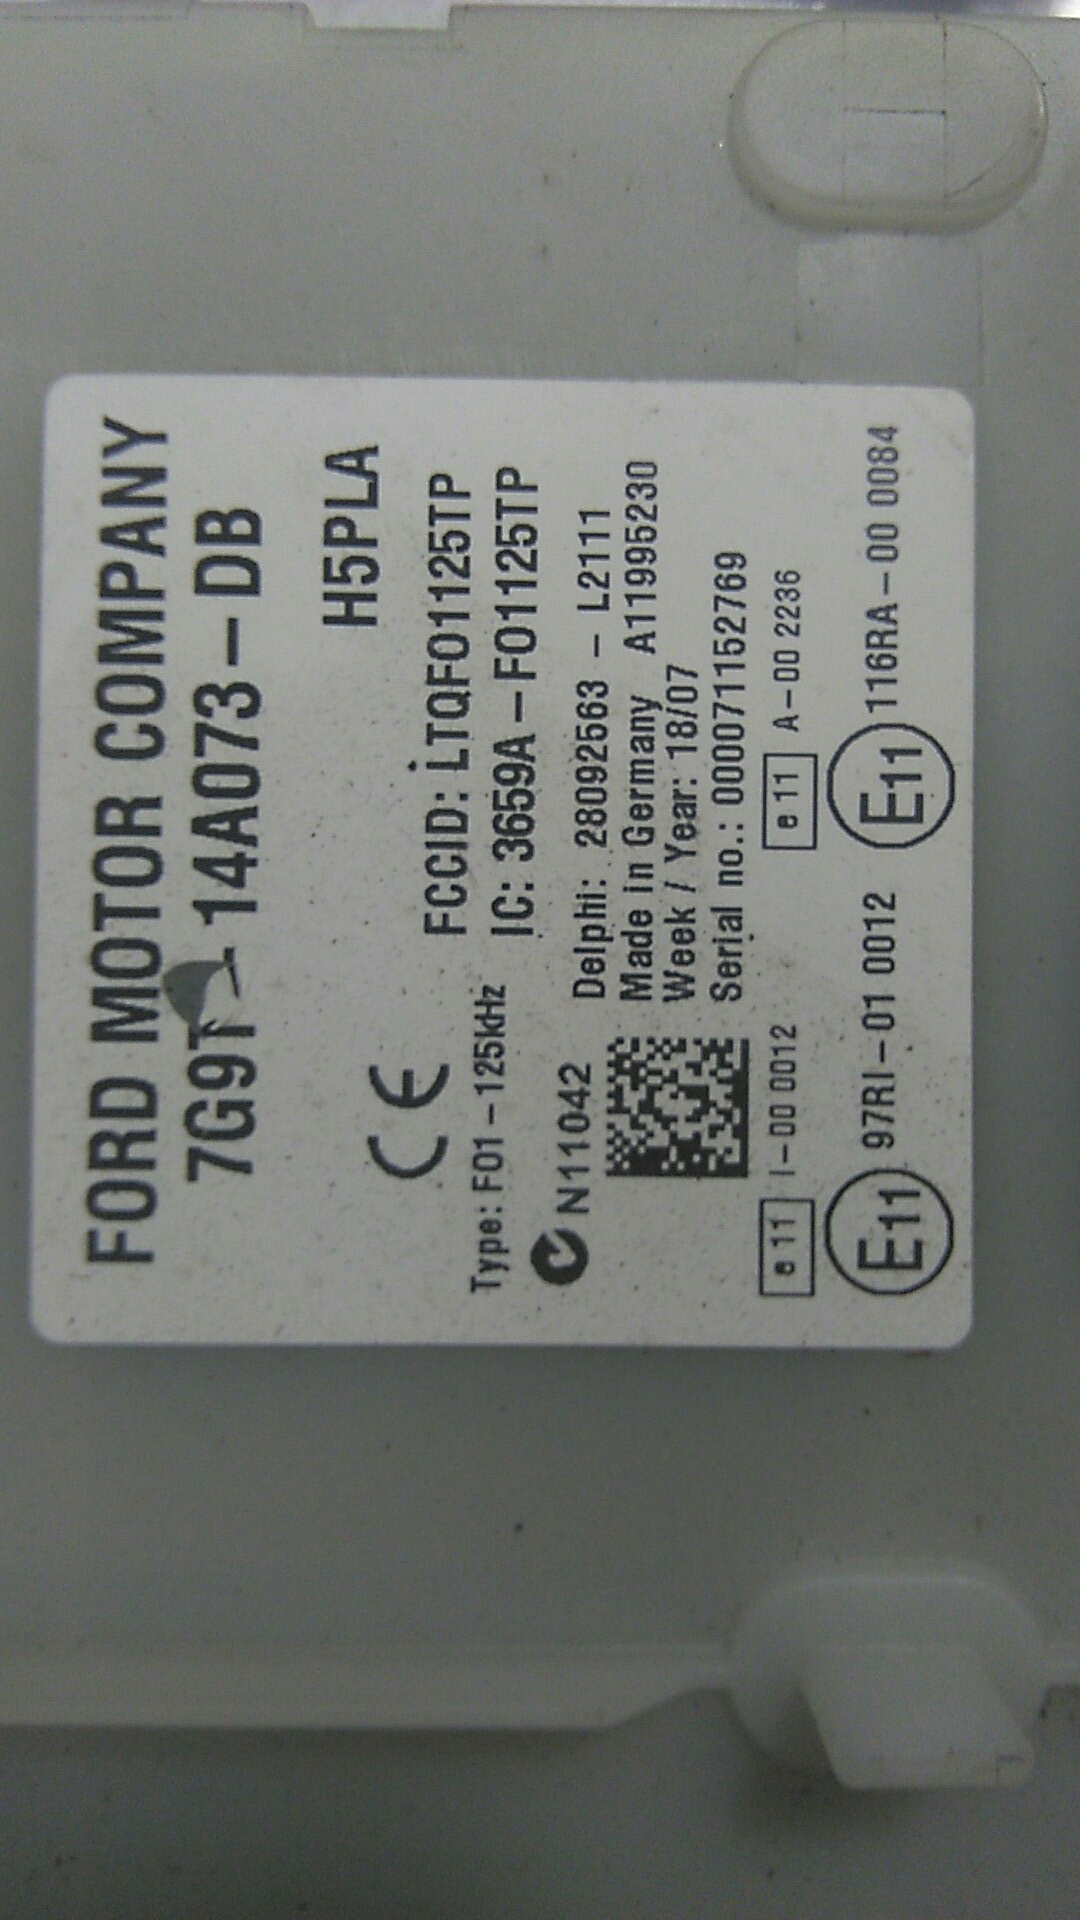 FORD MOTOR COMPANY
7G9T-14A073-DB
H5PLA
CE
FCCID: LTQF01125TP
Type: F01-125kHz
IC: 3659A-F01125TP
N11042
Delphi: 28092563 - L2111
Made in Germany A11995230
Week / Year: 18/07
Serial no.: 000071152769
e 11 I-00 0012
e 11 A-00 2236
E11 97RI-01 0012
E11 116RA-00 0084